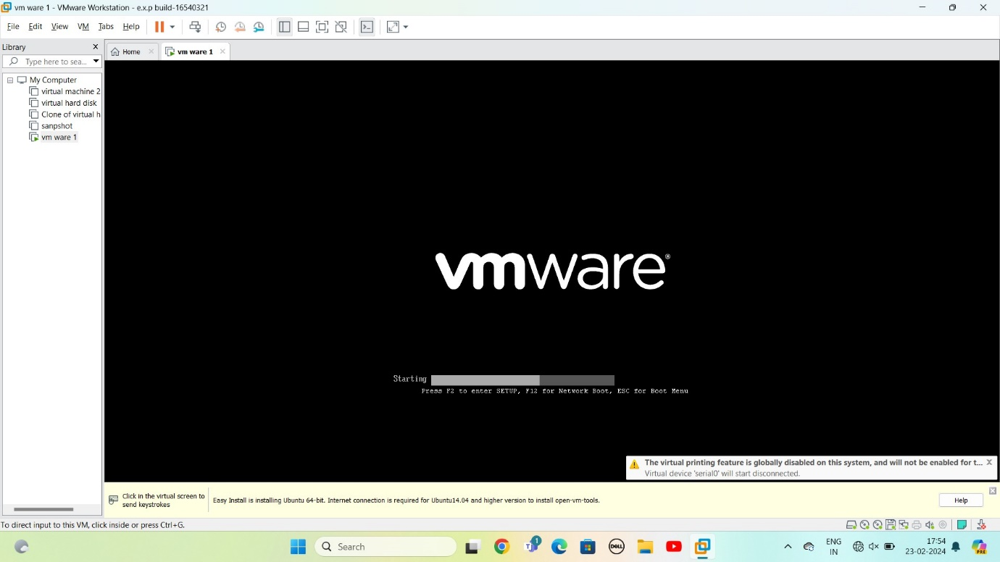 vm ware 1 - VMware Workstation - e.x.p build-16540321
File Edit View VM Tabs Help
Library
Home
vm ware 1
Type here to sea...
My Computer
virtual machine 2
virtual hard disk
Clone of virtual h
sanpshot
vm ware 1
vmware®
Starting
Press F2 to enter SETUP, F12 for Network Boot, ESC for Boot Menu
The virtual printing feature is globally disabled on this system, and will not be enabled for t...
Virtual device 'serial0' will start disconnected.
Click in the virtual screen to
send keystrokes
Easy Install is installing Ubuntu 64-bit. Internet connection is required for Ubuntu14.04 and higher version to install open-vm-tools.
Help
To direct input to this VM, click inside or press Ctrl+G.
Search
1
DELL
ENG
IN
17:54
23-02-2024
PRE